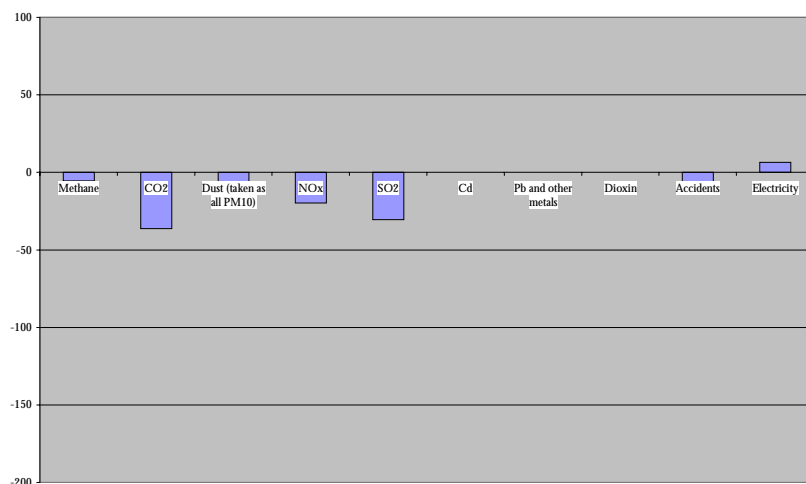 100
50
0
Methane
CO2
Dust (taken as
all PM10)
NOx
SO2
Cd
Pb and other
metals
Dioxin
Accidents
Electricity
-50
-100
-150
-200